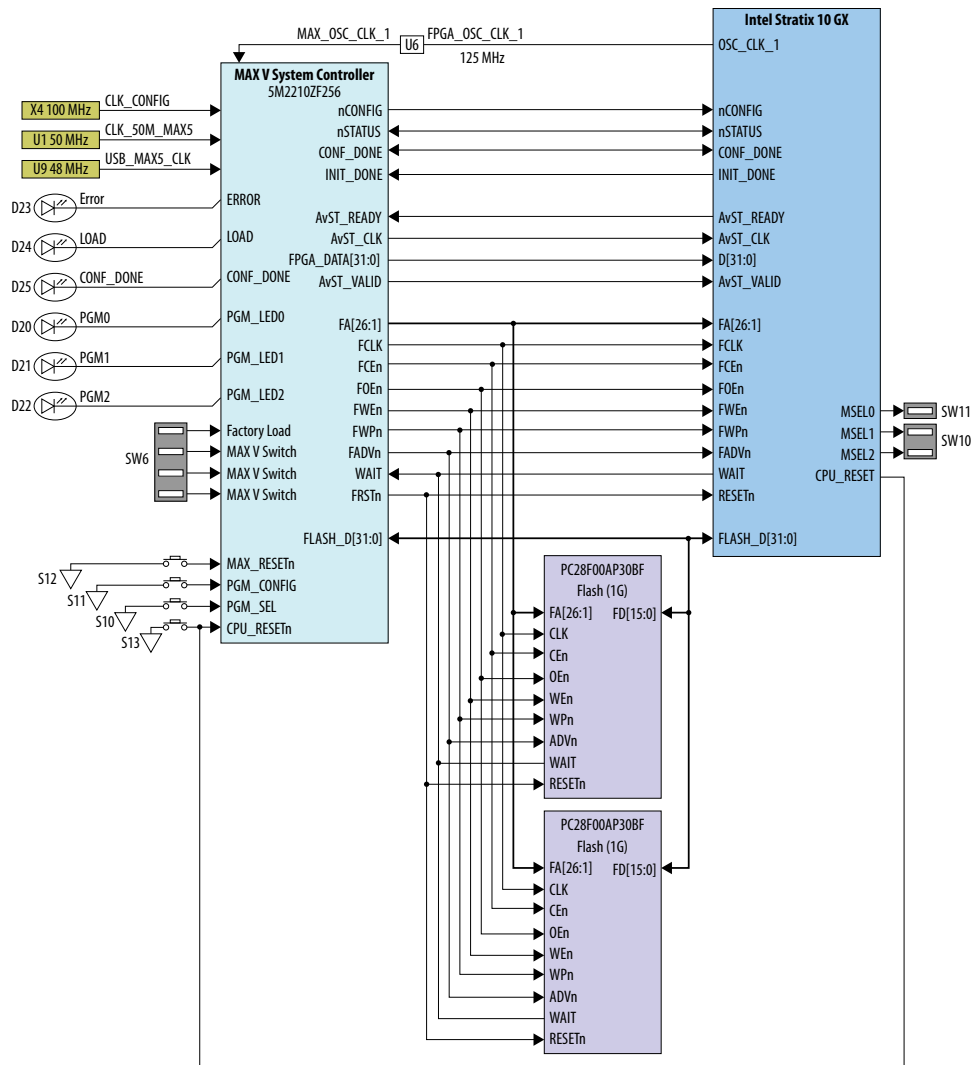 Intel Stratix 10 GX
MAX_OSC_CLK_1
U6
FPGA_OSC_CLK_1
OSC_CLK_1
125 MHz
MAX V System Controller
5M2210ZF256
X4 100 MHz
CLK_CONFIG
U1 50 MHz
CLK_50M_MAX5
U9 48 MHz
USB_MAX5_CLK
nCONFIG
nSTATUS
CONF_DONE
INIT_DONE
nCONFIG
nSTATUS
CONF_DONE
INIT_DONE
D23
Error
ERROR
D24
LOAD
LOAD
D25
CONF_DONE
CONF_DONE
D20
PGM0
PGM_LED0
D21
PGM1
PGM_LED1
D22
PGM2
PGM_LED2
AvST_READY
AvST_CLK
FPGA_DATA[31:0]
AvST_VALID
AvST_READY
AvST_CLK
D[31:0]
AvST_VALID
FA[26:1]
FCLK
FCEn
FOEn
FWEn
FWPn
FADVn
WAIT
FRSTn
FLASH_D[31:0]
FA[26:1]
FCLK
FCEn
FOEn
FWEn
FWPn
FADVn
WAIT
RESETn
FLASH_D[31:0]
MSEL0
MSEL1
MSEL2
CPU_RESET
SW11
SW10
SW6
Factory Load
MAX V Switch
MAX V Switch
MAX V Switch
S12
MAX_RESETn
S11
PGM_CONFIG
S10
PGM_SEL
S13
CPU_RESETn
PC28F00AP30BF
Flash (1G)
FA[26:1]
FD[15:0]
CLK
CEn
OEn
WEn
WPn
ADVn
WAIT
RESETn
PC28F00AP30BF
Flash (1G)
FA[26:1]
FD[15:0]
CLK
CEn
OEn
WEn
WPn
ADVn
WAIT
RESETn